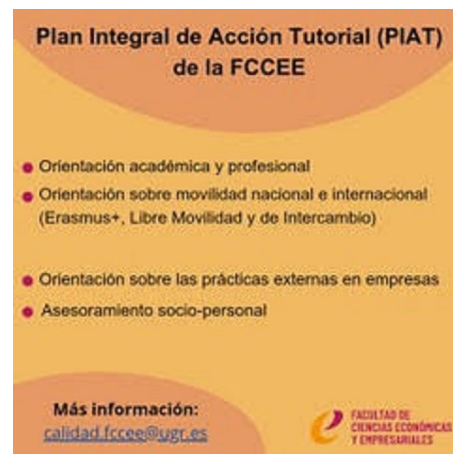 Plan Integral de Acción Tutorial (PIAT)
de la FCCEE
Orientación académica y profesional
Orientación sobre movilidad nacional e internacional
(Erasmus+, Libre Movilidad y de Intercambio)
Orientación sobre las prácticas externas en empresas
Asesoramiento socio-personal
Más información:
calidad.fccee@ugr.es
FACULTAD DE
CIENCIAS ECONÓMICAS
Y EMPRESARIALES